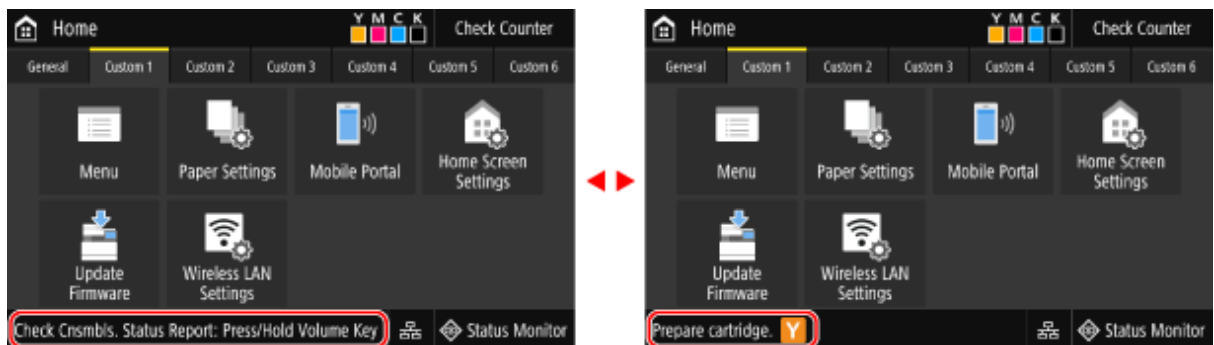 Home
Y M C K
Check Counter
General Custom 1 Custom 2 Custom 3 Custom 4 Custom 5 Custom 6
Menu
Paper Settings
Mobile Portal
Home Screen
Settings
Update
Firmware
Wireless LAN
Settings
Check Cnsmbls. Status Report: Press/Hold Volume Key
Status Monitor
Home
Y M C K
Check Counter
General Custom 1 Custom 2 Custom 3 Custom 4 Custom 5 Custom 6
Menu
Paper Settings
Mobile Portal
Home Screen
Settings
Update
Firmware
Wireless LAN
Settings
Prepare cartridge. Y
Status Monitor